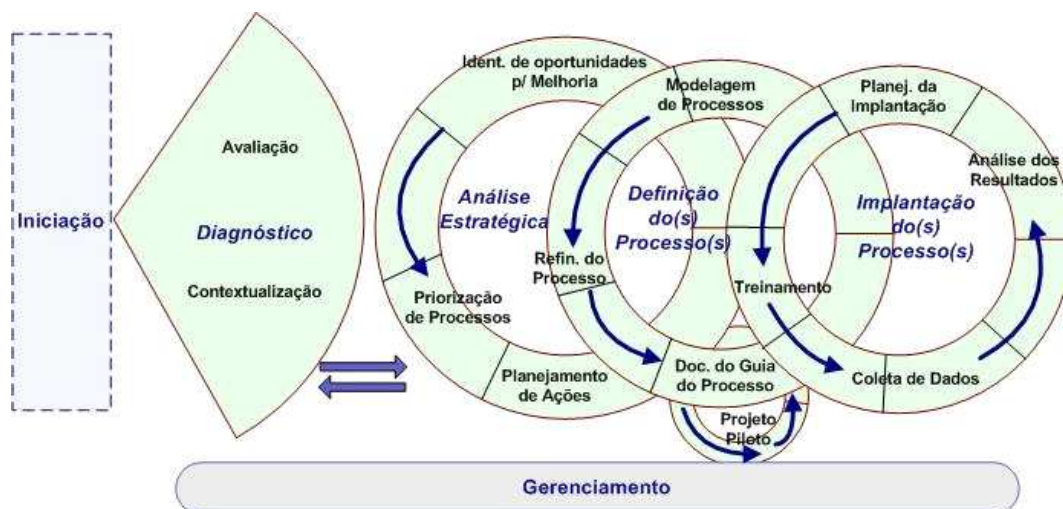 Iniciação
Avaliação
Diagnóstico
Contextualização
Ident. de oportunidades
p/ Melhoria
Análise
Estratégica
Priorização
de Processos
Planejamento
de Ações
Modelagem
de Processos
Definição
do(s)
Processo(s)
Refin. do
Processo
Doc. do Guia
do Processo
Projeto
Piloto
Planej. da
Implantação
Análise dos
Resultados
Implantação
do(s)
Processo(s)
Treinamento
Coleta de Dados
Gerenciamento